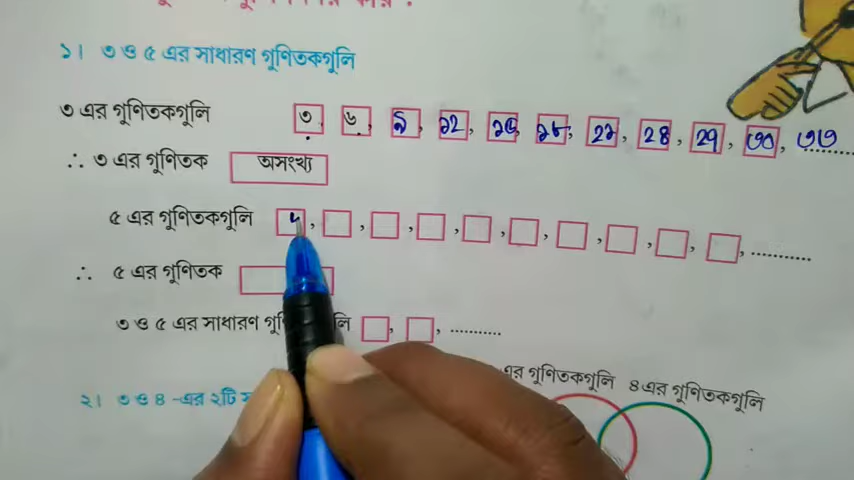 ১। ৩ ও ৫ এর সাধারণ গুণিতকগুলি
৩ এর গুণিতকগুলি ৩, ৬, ৯, ১২, ১৫, ১৮, ২১, ২৪, ২৭, ৩০, ৩৩ ........
∴ ৩ এর গুণিতক অসংখ্য
৫ এর গুণিতকগুলি , , , , , , , , , ...........
∴ ৫ এর গুণিতক
৩ ও ৫ এর সাধারণ , , ...........
এর গুণিতকগুলি ৪ এর গুণিতকগুলি
২। ৩ ও ৪ -এর ২টি